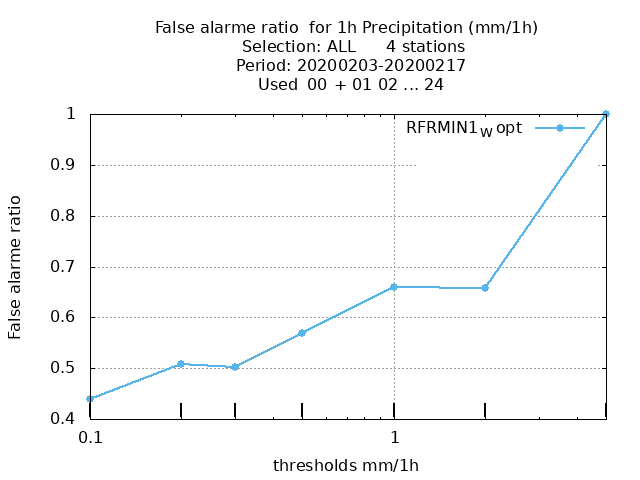 False alarme ratio  for 1h Precipitation (mm/1h)
Selection: ALL      4 stations
Period: 20200203-20200217
Used  00  + 01 02 ... 24
RFRMIN1W opt
1
0.9
0.8
0.7
0.6
0.5
0.4
False alarme ratio
0.1
1
thresholds mm/1h